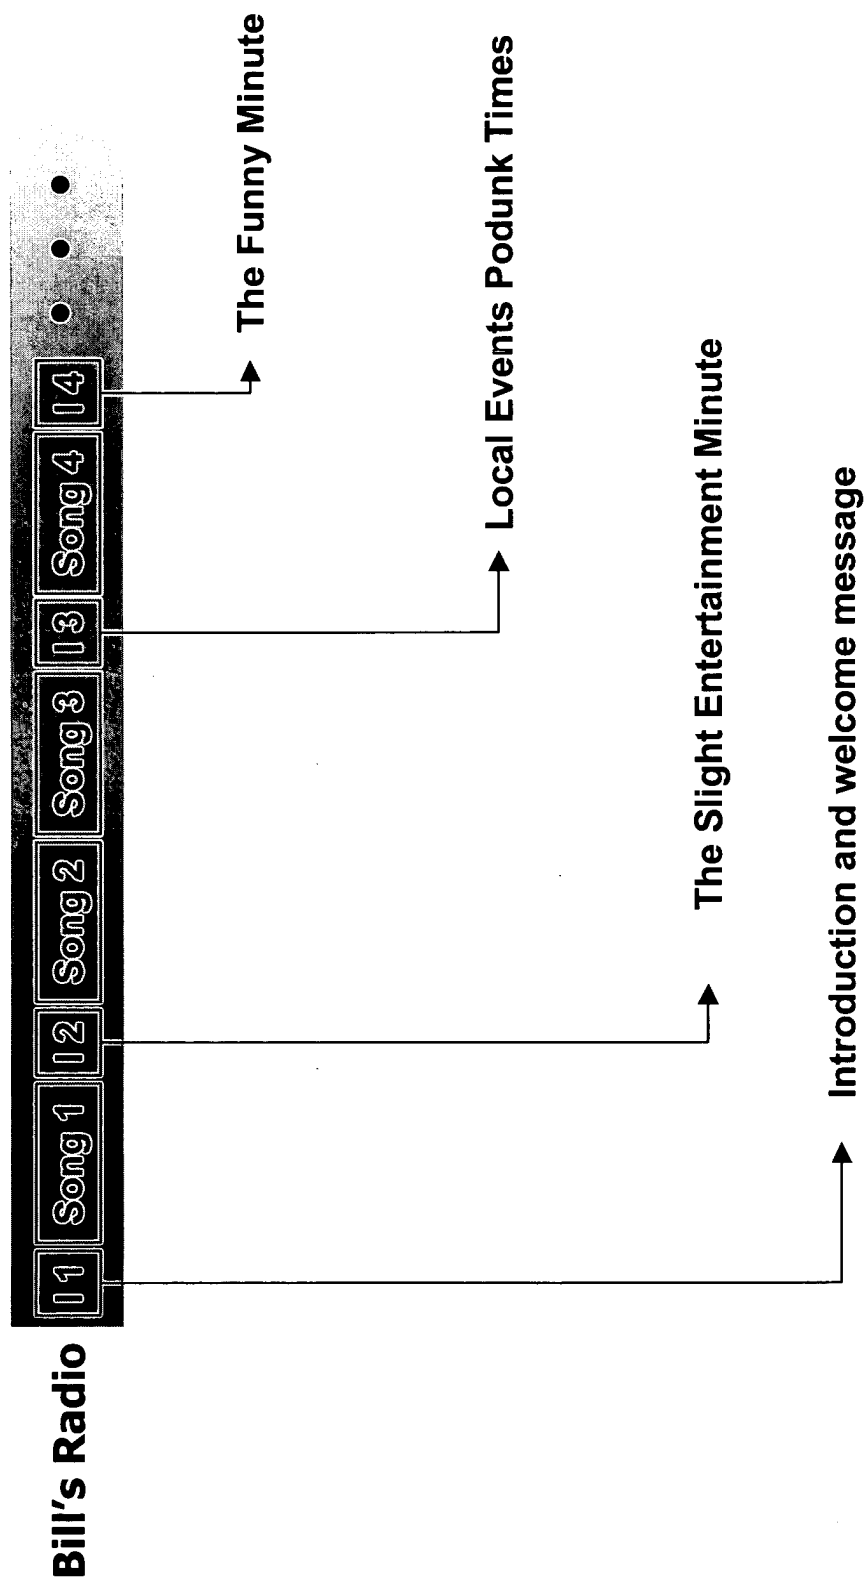 Bill's Radio
I 1 Song 1 I 2 Song 2 Song 3 I 3 Song 4 I 4
The Funny Minute
Local Events Podunk Times
The Slight Entertainment Minute
Introduction and welcome message